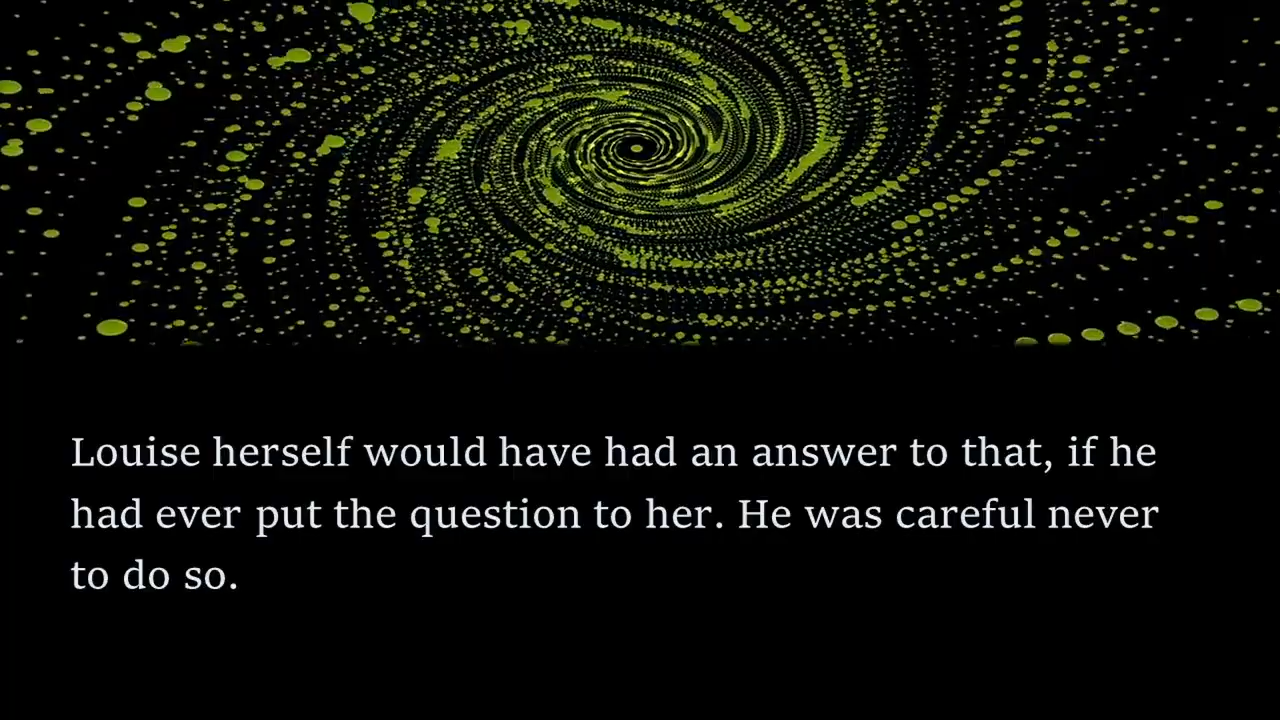 Louise herself would have had an answer to that, if he
had ever put the question to her. He was careful never
to do so.